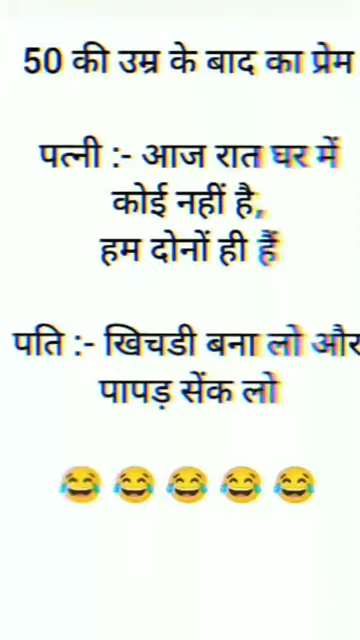 50 की उम्र के बाद का प्रेम
पत्नी :- आज रात घर में
कोई नहीं है,
हम दोनों ही हैं
पति :- खिचडी बना लो और
पापड़ सेंक लो
😂😂😂😂😂